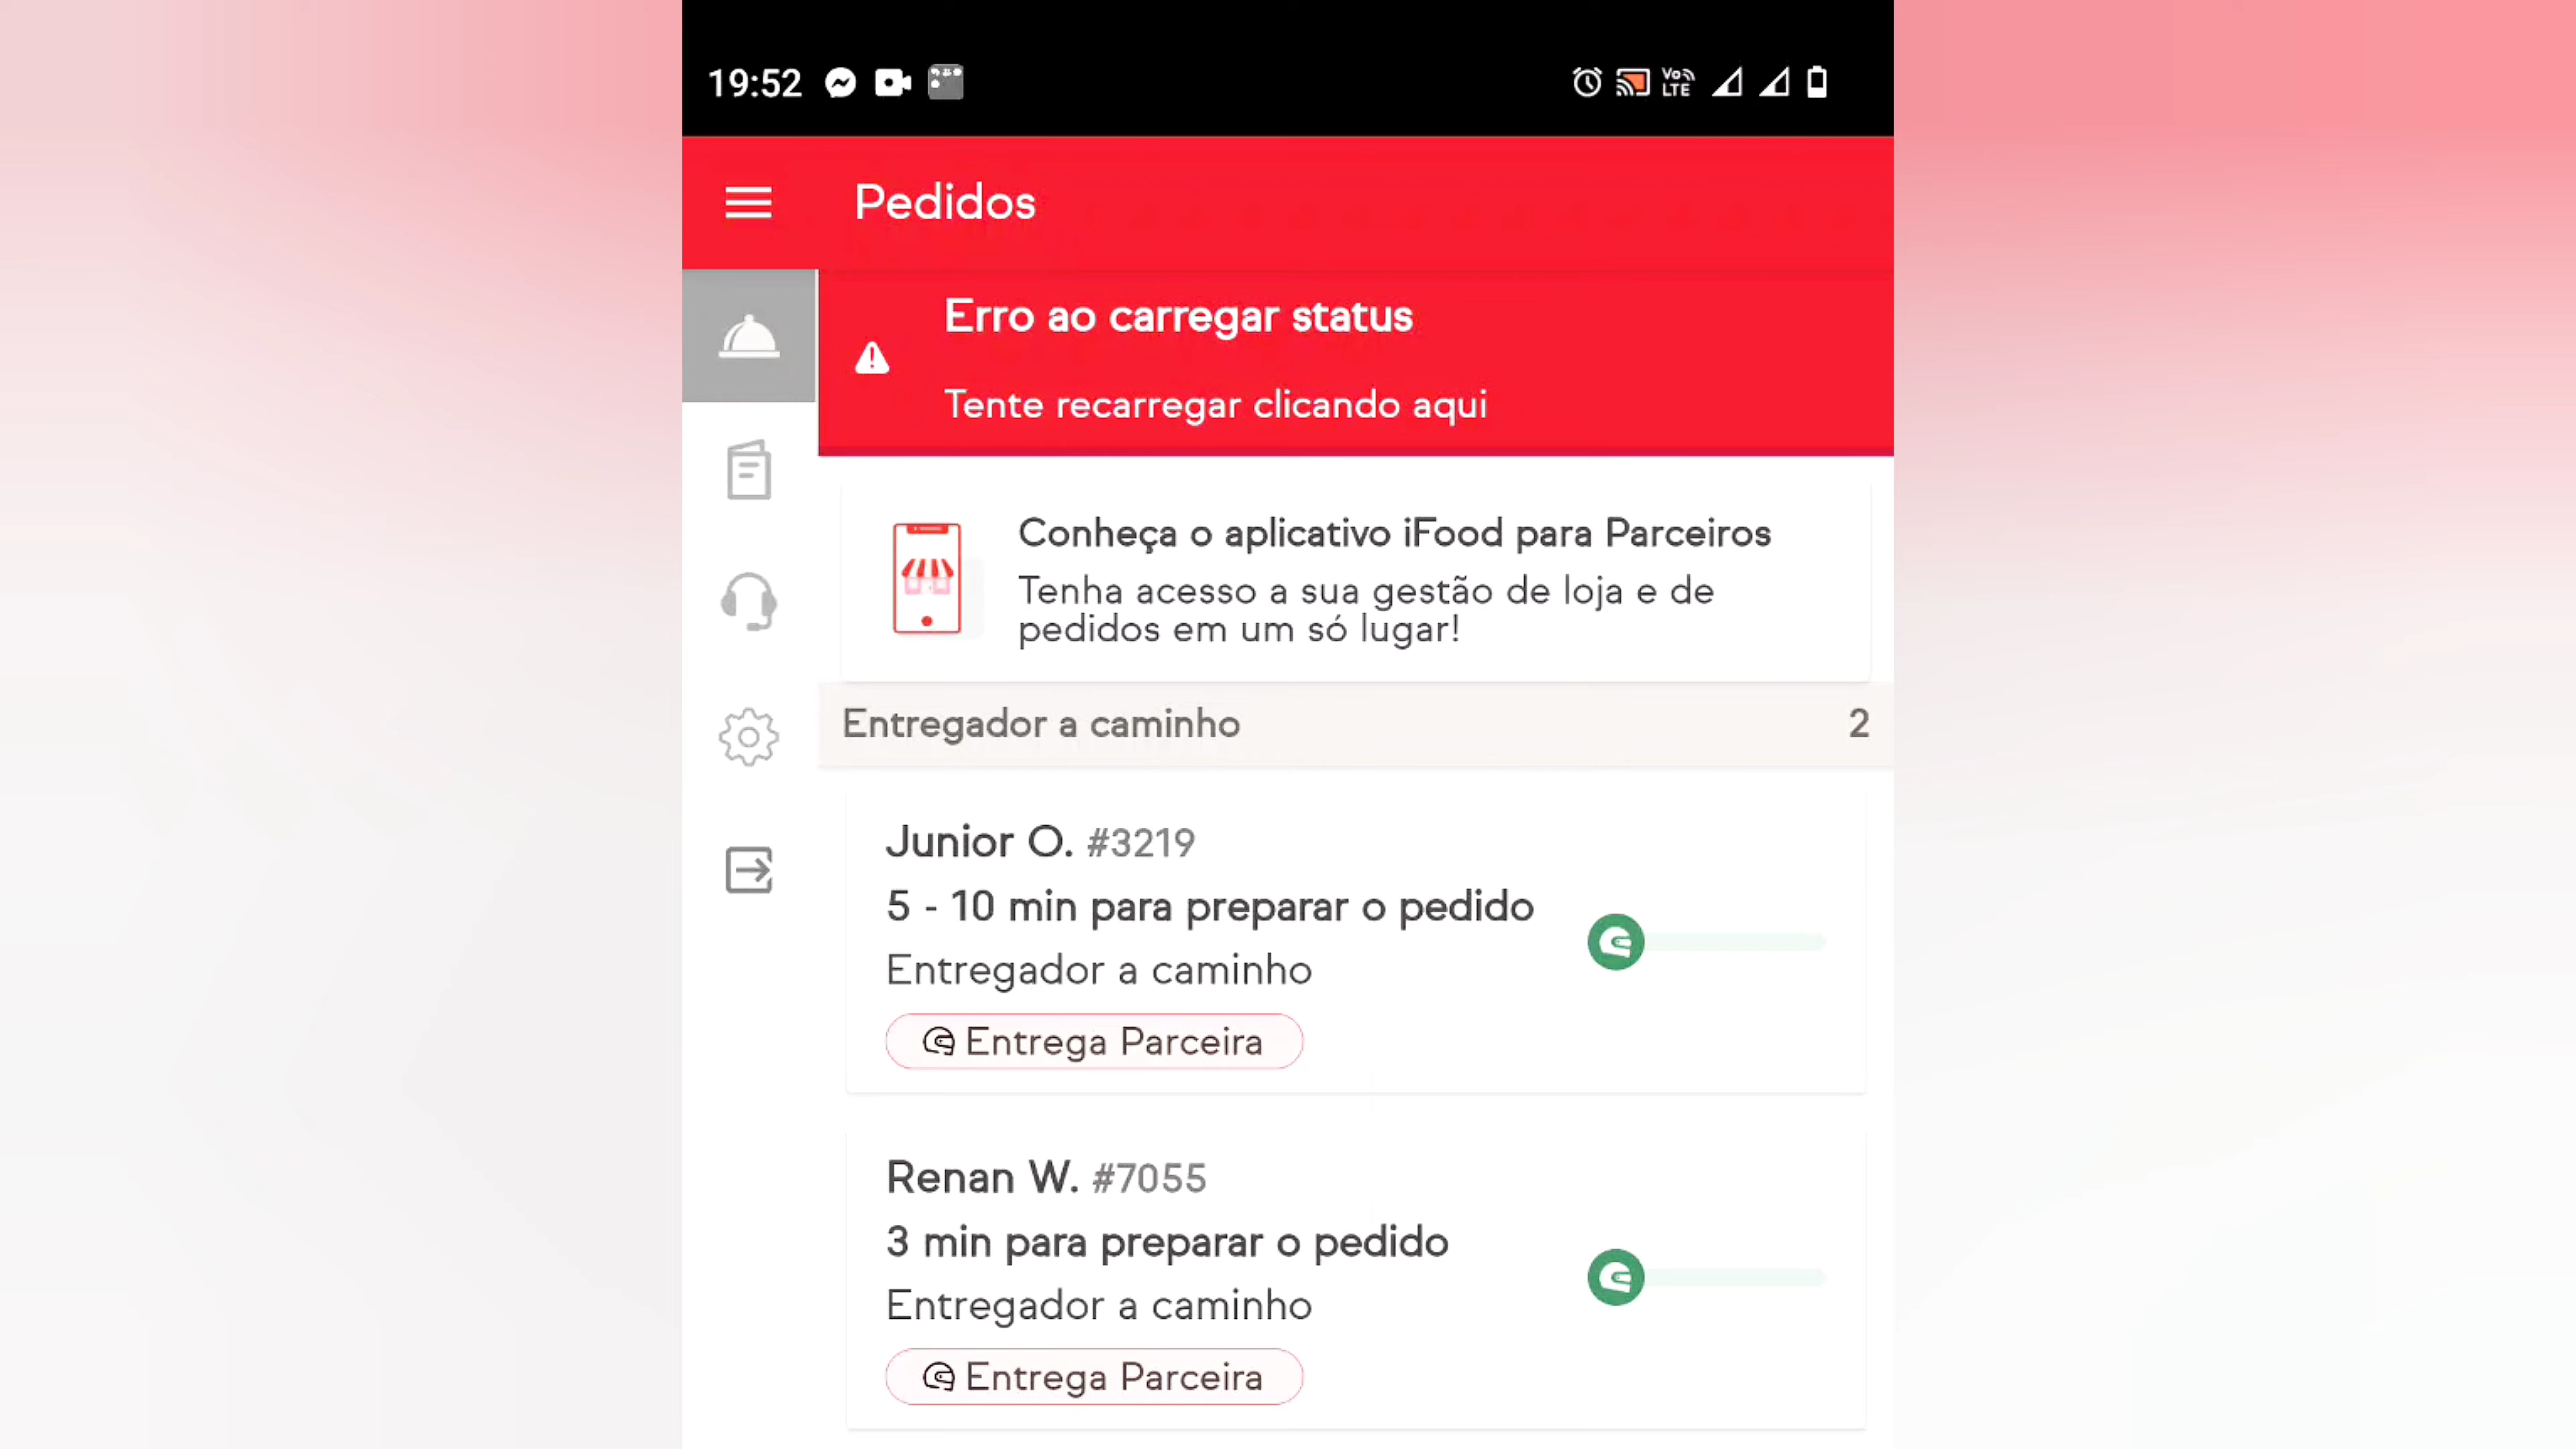 19:52
Vo LTE
Pedidos
Erro ao carregar status
Tente recarregar clicando aqui
Conheça o aplicativo iFood para Parceiros
Tenha acesso a sua gestão de loja e de
pedidos em um só lugar!
Entregador a caminho 2
Junior O. #3219
5 - 10 min para preparar o pedido
Entregador a caminho
Entrega Parceira
Renan W. #7055
3 min para preparar o pedido
Entregador a caminho
Entrega Parceira